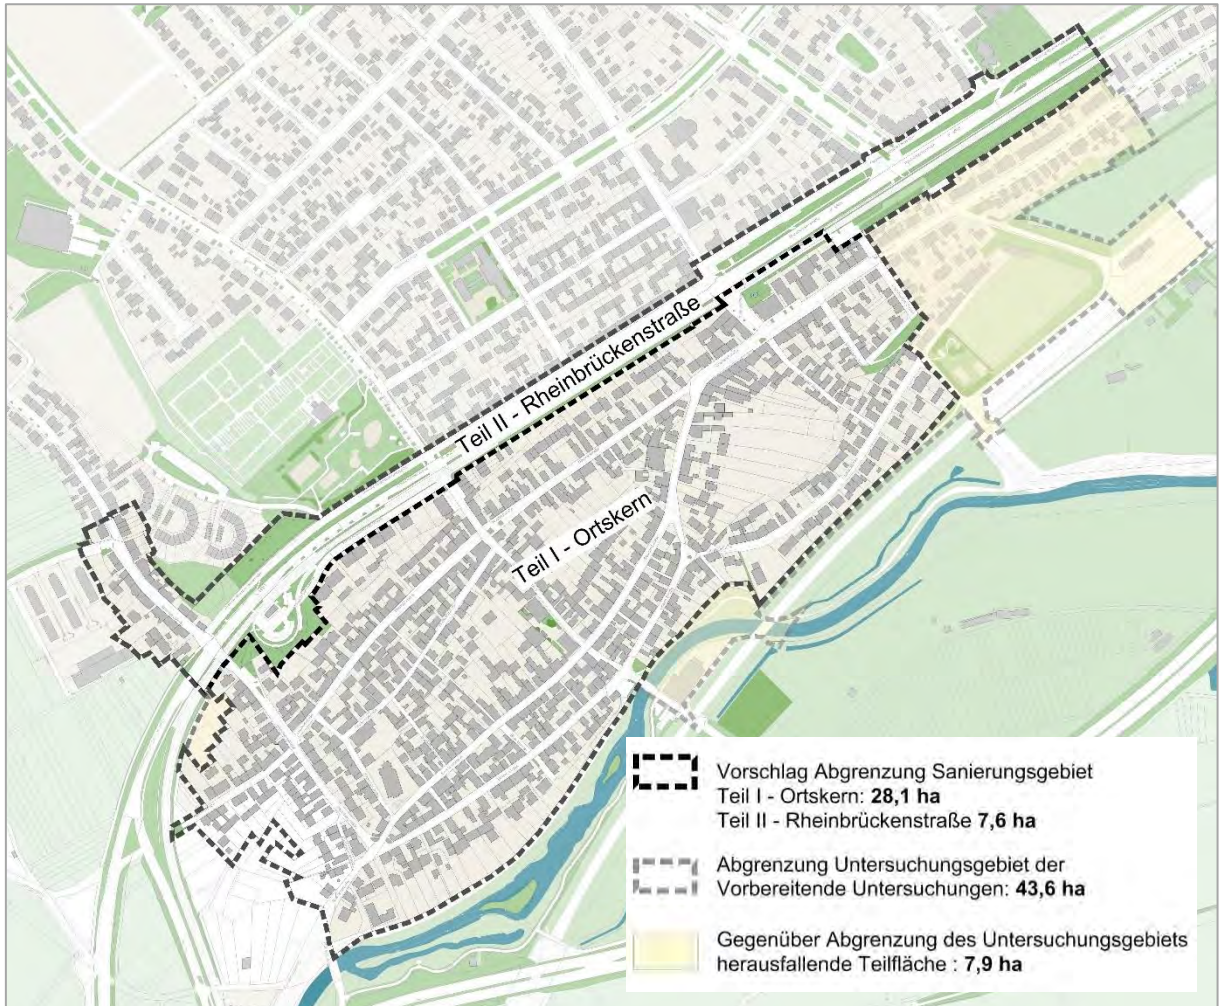 Teil II - Rheinbrückenstraße
Teil I - Ortskern
Vorschlag Abgrenzung Sanierungsgebiet
Teil I - Ortskern: 28,1 ha
Teil II - Rheinbrückenstraße 7,6 ha
Abgrenzung Untersuchungsgebiet der
Vorbereitende Untersuchungen: 43,6 ha
Gegenüber Abgrenzung des Untersuchungsgebiets
herausfallende Teilfläche : 7,9 ha